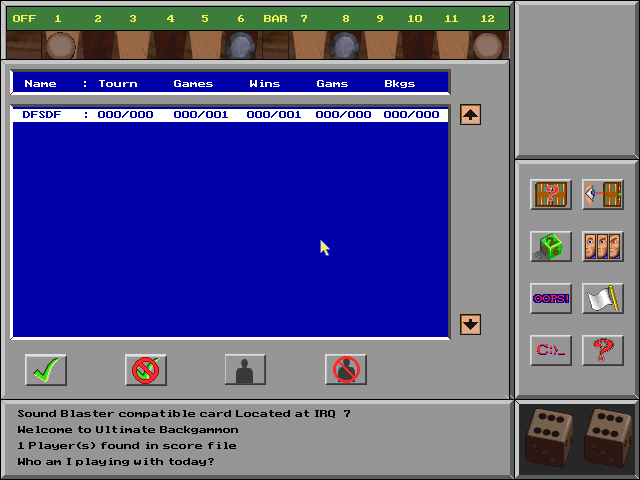 OFF 1 2 3 4 5 6 BAR 7 8 9 10 11 12
Name : Tourn Games Wins Gams Bkgs
DFSDF : 000/000 000/001 000/001 000/000 000/000
?
OOPS!
C:\_
?
Sound Blaster compatible card Located at IRQ 7
Welcome to Ultimate Backgammon
1 Player(s) found in score file
Who am I playing with today?